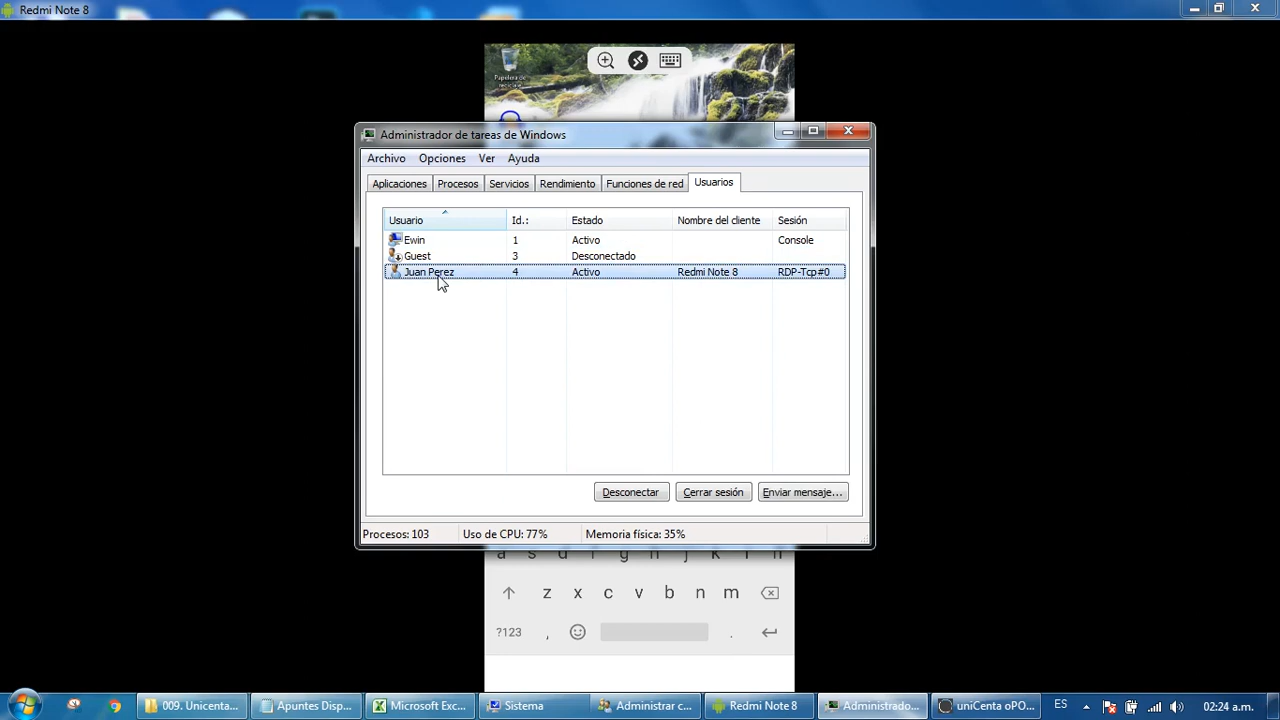 Redmi Note 8
Papelera de
reciclaje
Administrador de tareas de Windows
Archivo Opciones Ver Ayuda
Aplicaciones Procesos Servicios Rendimiento Funciones de red Usuarios
Usuario Id.: Estado Nombre del cliente Sesión
Ewin 1 Activo Console
Guest 3 Desconectado
Juan Perez 4 Activo Redmi Note 8 RDP-Tcp#0
Desconectar Cerrar sesión Enviar mensaje...
Procesos: 103 Uso de CPU: 77% Memoria física: 35%
a s d f g h j k l ñ
z x c v b n m
?123 , .
009. Unicenta... Apuntes Disp... Microsoft Exc... Sistema Administrar c... Redmi Note 8 Administrado... uniCenta oPO... ES 02:24 a.m.